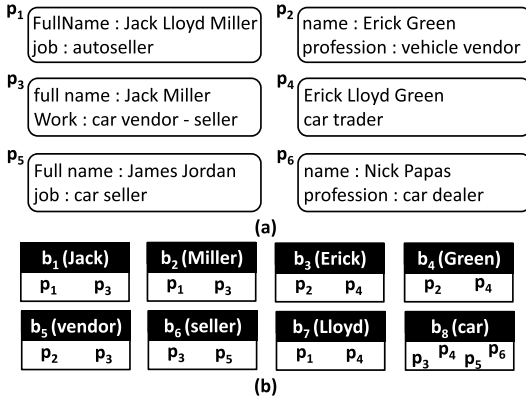 p1
FullName : Jack Lloyd Miller
job : autoseller
p2
name : Erick Green
profession : vehicle vendor
p3
full name : Jack Miller
Work : car vendor - seller
p4
Erick Lloyd Green
car trader
p5
Full name : James Jordan
job : car seller
p6
name : Nick Papas
profession : car dealer
(a)
b1 (Jack)
p1 p3
b2 (Miller)
p1 p3
b3 (Erick)
p2 p4
b4 (Green)
p2 p4
b5 (vendor)
p2 p3
b6 (seller)
p3 p5
b7 (Lloyd)
p1 p4
b8 (car)
p3 p4 p5 p6
(b)